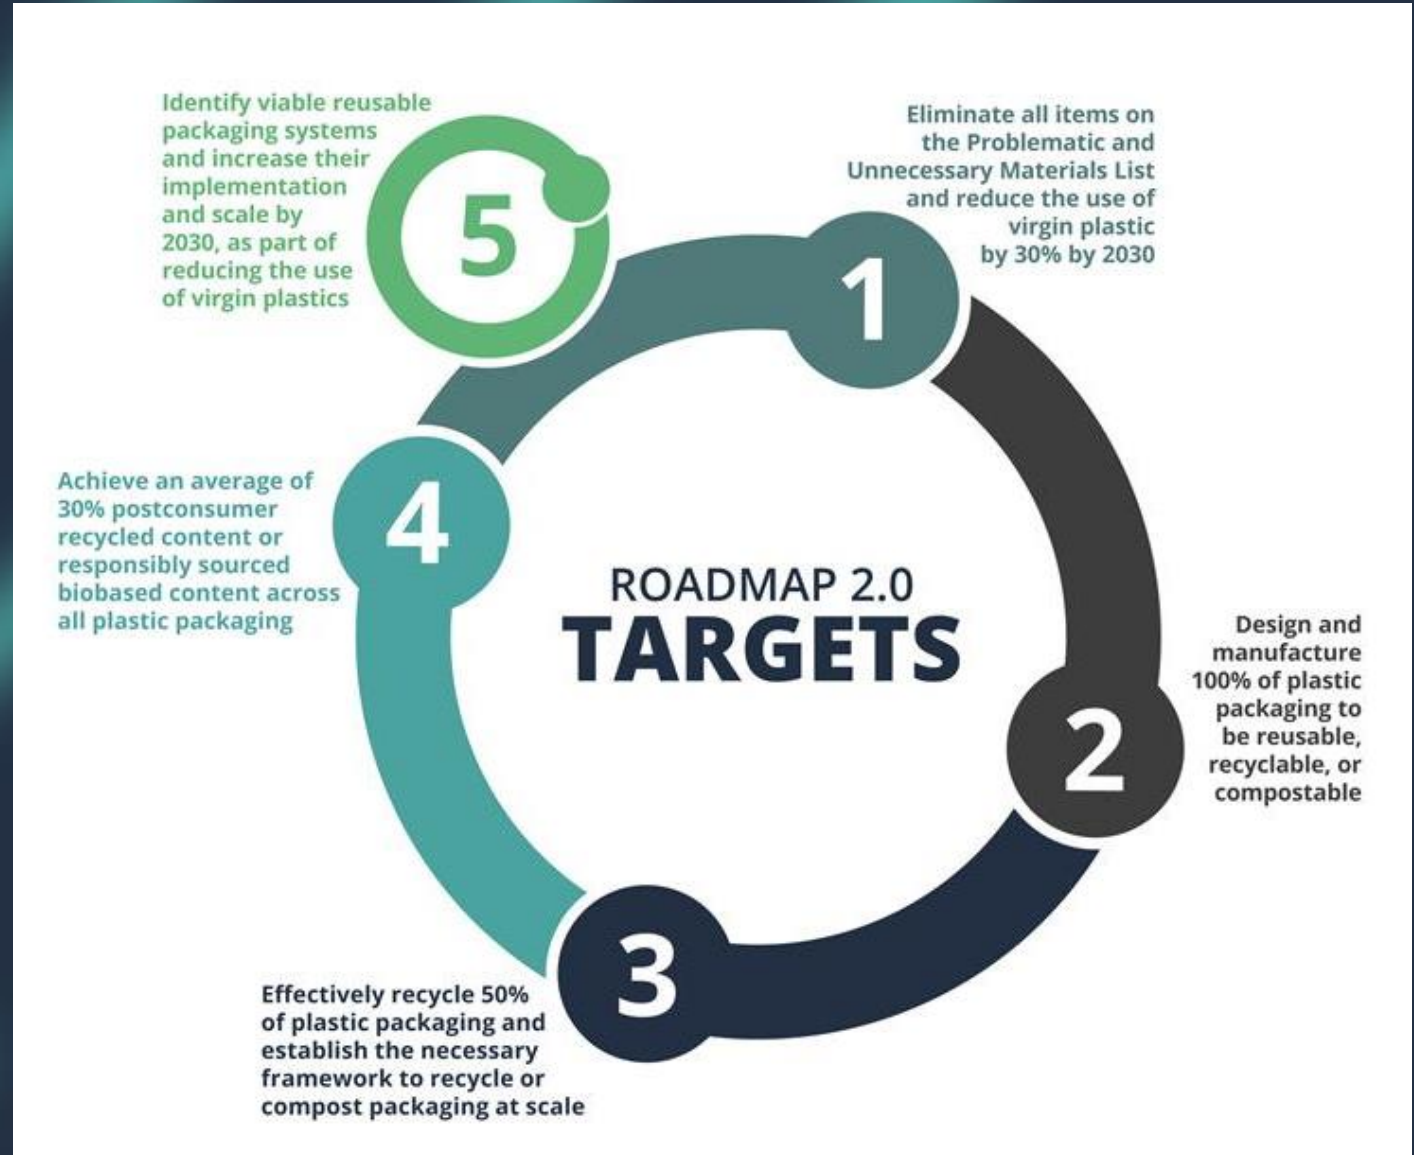 ROADMAP 2.0
TARGETS
1
Eliminate all items on
the Problematic and
Unnecessary Materials List
and reduce the use of
virgin plastic
by 30% by 2030
2
Design and
manufacture
100% of plastic
packaging to
be reusable,
recyclable, or
compostable
3
Effectively recycle 50%
of plastic packaging and
establish the necessary
framework to recycle or
compost packaging at scale
4
Achieve an average of
30% postconsumer
recycled content or
responsibly sourced
biobased content across
all plastic packaging
5
Identify viable reusable
packaging systems
and increase their
implementation
and scale by
2030, as part of
reducing the use
of virgin plastics